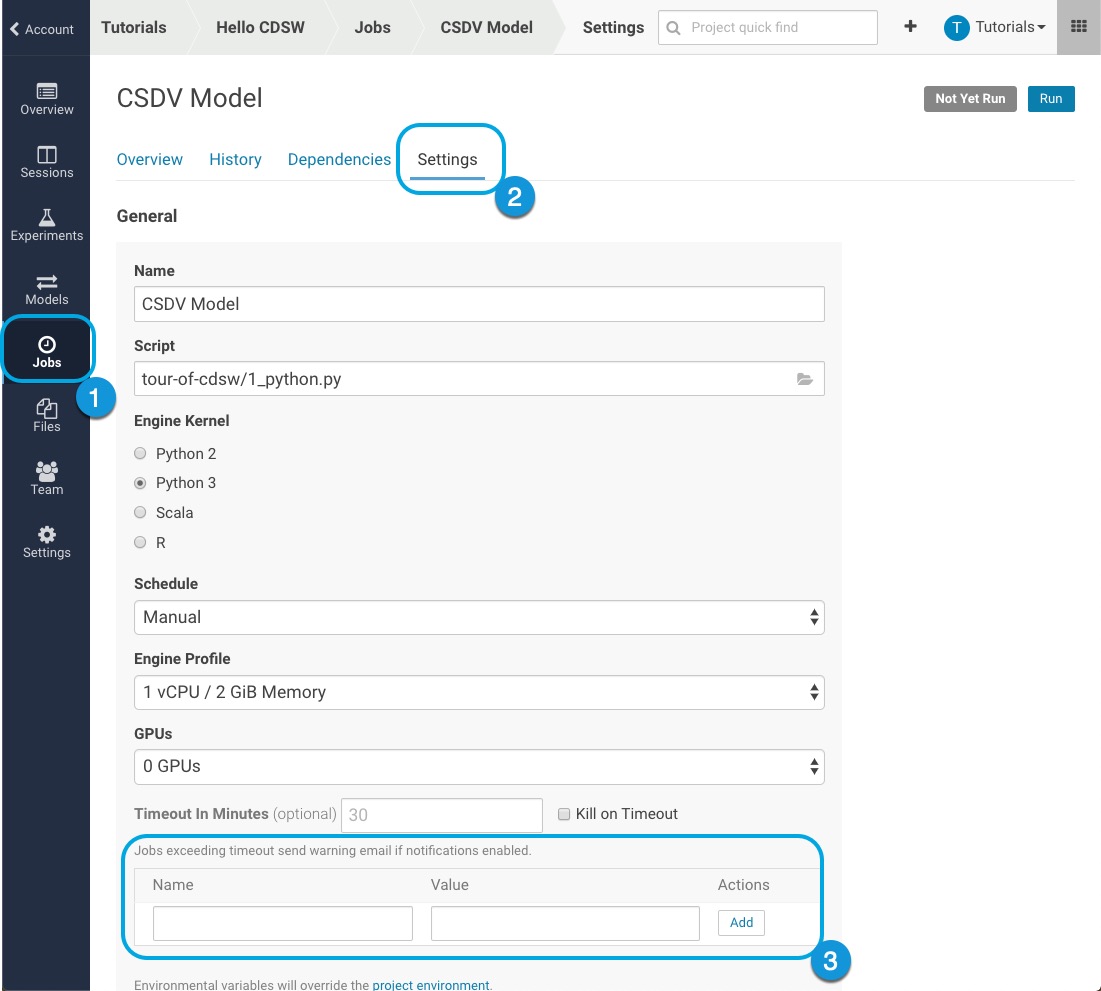 Account
Tutorials Hello CDSW Jobs CSDV Model Settings Project quick find + T Tutorials
CSDV Model
Not Yet Run Run
Overview
Sessions
Experiments
Models
Jobs
1
Files
Team
Settings
Overview History Dependencies Settings
2
General
Name
CSDV Model
Script
tour-of-cdsw/1_python.py
Engine Kernel
Python 2
Python 3
Scala
R
Schedule
Manual
Engine Profile
1 vCPU / 2 GiB Memory
GPUs
0 GPUs
Timeout In Minutes (optional) 30 Kill on Timeout
Jobs exceeding timeout send warning email if notifications enabled.
Name Value Actions
Add
3
Environmental variables will override the project environment.